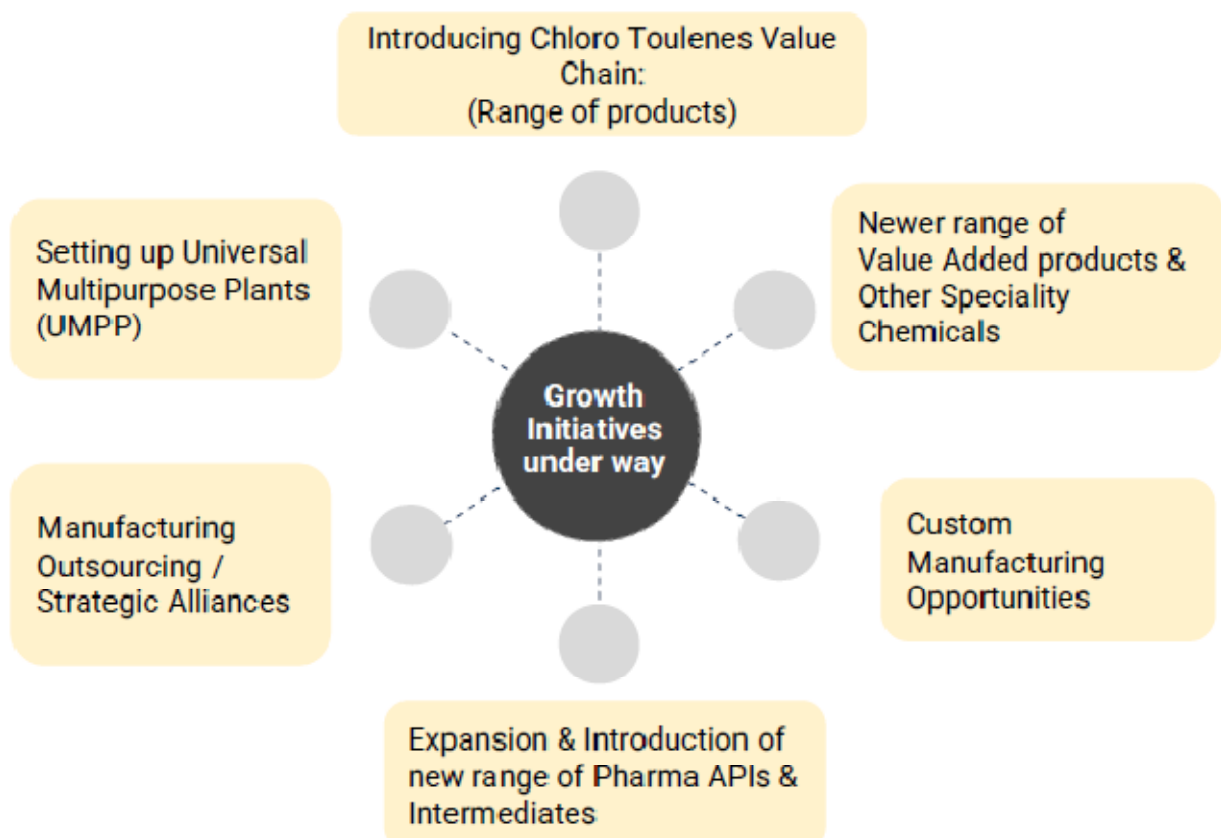 Introducing Chloro Toulenes Value
Chain:
(Range of products)
Setting up Universal
Multipurpose Plants
(UMPP)
Newer range of
Value Added products &
Other Speciality
Chemicals
Growth
Initiatives
under way
Manufacturing
Outsourcing /
Strategic Alliances
Custom
Manufacturing
Opportunities
Expansion & Introduction of
new range of Pharma APIs &
Intermediates